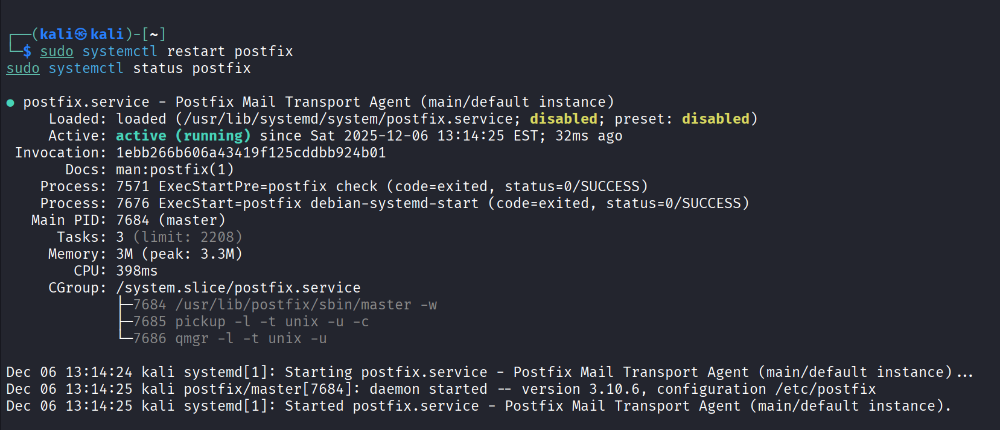 ┌──(kali㉿kali)-[~]
└─$ sudo systemctl restart postfix
sudo systemctl status postfix
● postfix.service - Postfix Mail Transport Agent (main/default instance)
     Loaded: loaded (/usr/lib/systemd/system/postfix.service; disabled; preset: disabled)
     Active: active (running) since Sat 2025-12-06 13:14:25 EST; 32ms ago
 Invocation: 1ebb266b606a43419f125cddbb924b01
       Docs: man:postfix(1)
    Process: 7571 ExecStartPre=postfix check (code=exited, status=0/SUCCESS)
    Process: 7676 ExecStart=postfix debian-systemd-start (code=exited, status=0/SUCCESS)
   Main PID: 7684 (master)
      Tasks: 3 (limit: 2208)
     Memory: 3M (peak: 3.3M)
        CPU: 398ms
     CGroup: /system.slice/postfix.service
             ├─7684 /usr/lib/postfix/sbin/master -w
             ├─7685 pickup -l -t unix -u -c
             └─7686 qmgr -l -t unix -u
Dec 06 13:14:24 kali systemd[1]: Starting postfix.service - Postfix Mail Transport Agent (main/default instance)...
Dec 06 13:14:25 kali postfix/master[7684]: daemon started -- version 3.10.6, configuration /etc/postfix
Dec 06 13:14:25 kali systemd[1]: Started postfix.service - Postfix Mail Transport Agent (main/default instance).